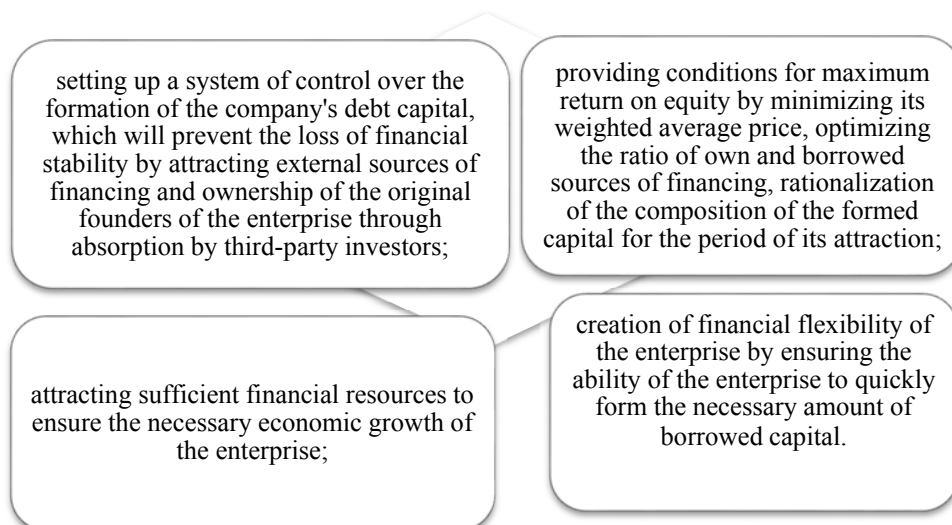 setting up a system of control over the
formation of the company's debt capital,
which will prevent the loss of financial
stability by attracting external sources of
financing and ownership of the original
founders of the enterprise through
absorption by third-party investors;
providing conditions for maximum
return on equity by minimizing its
weighted average price, optimizing
the ratio of own and borrowed
sources of financing, rationalization
of the composition of the formed
capital for the period of its attraction;
attracting sufficient financial resources to
ensure the necessary economic growth of
the enterprise;
creation of financial flexibility of
the enterprise by ensuring the
ability of the enterprise to quickly
form the necessary amount of
borrowed capital.